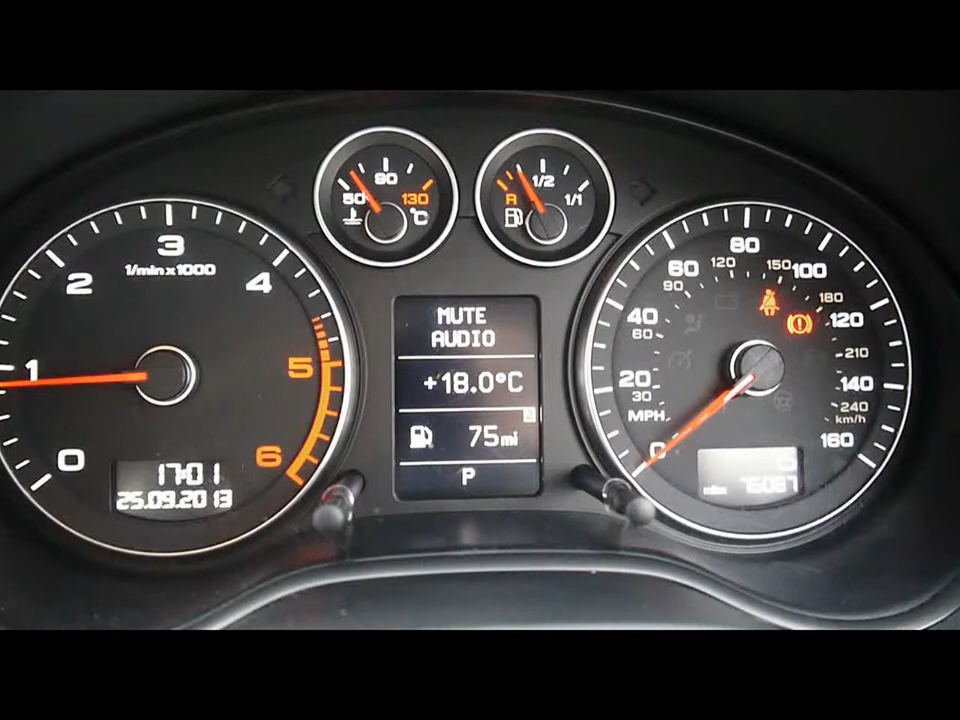 50 90 130
°C
R 1/2 1/1
0 1 2 3 4 5 6
1/min x 1000
17:01
25.09.2013
MUTE
AUDIO
+18.0°C
75mi
P
0 20 40 60 80 100 120 140 160
30 60 90 120 150 180 210 240
MPH
km/h
miles